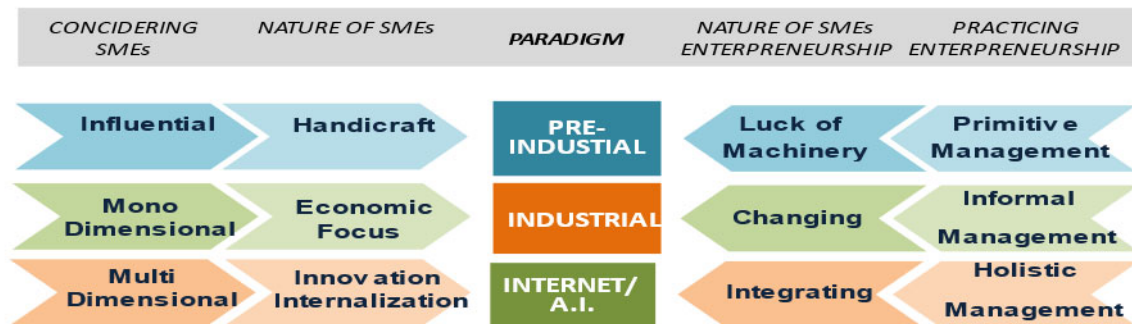 CONCIDERING SMEs
NATURE OF SMEs
PARADIGM
NATURE OF SMEs ENTERPRENEURSHIP
PRACTICING ENTERPRENEURSHIP
Influential
Handicraft
PRE-
INDUSTIAL
Luck of
Machinery
Primitive
Management
Mono
Dimensional
Economic
Focus
INDUSTRIAL
Changing
Informal
Management
Multi
Dimensional
Innovation
Internalization
INTERNET/
A.I.
Integrating
Holistic
Management